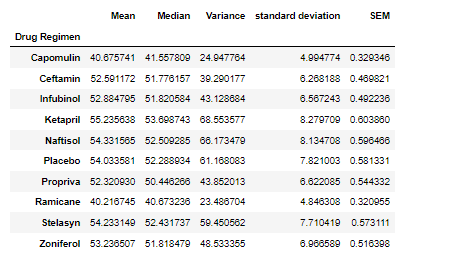 Mean Median Variance standard deviation SEM
Drug Regimen
Capomulin 40.675741 41.557809 24.947764 4.994774 0.329346
Ceftamin 52.591172 51.776157 39.290177 6.268188 0.469821
Infubinol 52.884795 51.820584 43.128684 6.567243 0.492236
Ketapril 55.235638 53.698743 68.553577 8.279709 0.603860
Naftisol 54.331565 52.509285 66.173479 8.134708 0.596466
Placebo 54.033581 52.288934 61.168083 7.821003 0.581331
Propriva 52.320930 50.446266 43.852013 6.622085 0.544332
Ramicane 40.216745 40.673236 23.486704 4.846308 0.320955
Stelasyn 54.233149 52.431737 59.450562 7.710419 0.573111
Zoniferol 53.236507 51.818479 48.533355 6.966589 0.516398